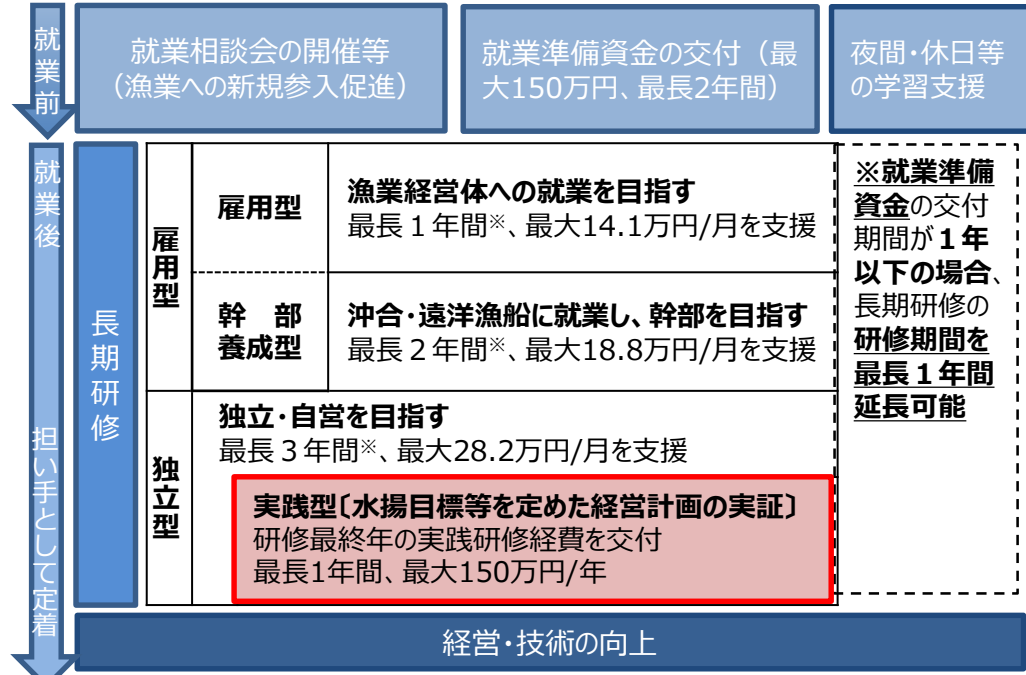 就業前
就業相談会の開催等
（漁業への新規参入促進）
就業準備資金の交付（最
大150万円、最長2年間）
夜間・休日等
の学習支援
就業後
担い手として定着
長期研修
雇用型
雇用型
漁業経営体への就業を目指す
最長１年間※、最大14.1万円/月を支援
幹　部
養成型
沖合・遠洋漁船に就業し、幹部を目指す
最長２年間※、最大18.8万円/月を支援
独立型
独立・自営を目指す
最長３年間※、最大28.2万円/月を支援
実践型〔水揚目標等を定めた経営計画の実証〕
研修最終年の実践研修経費を交付
最長1年間、最大150万円/年
※就業準備
資金の交付
期間が１年
以下の場合、
長期研修の
研修期間を
最長１年間
延長可能
経営・技術の向上